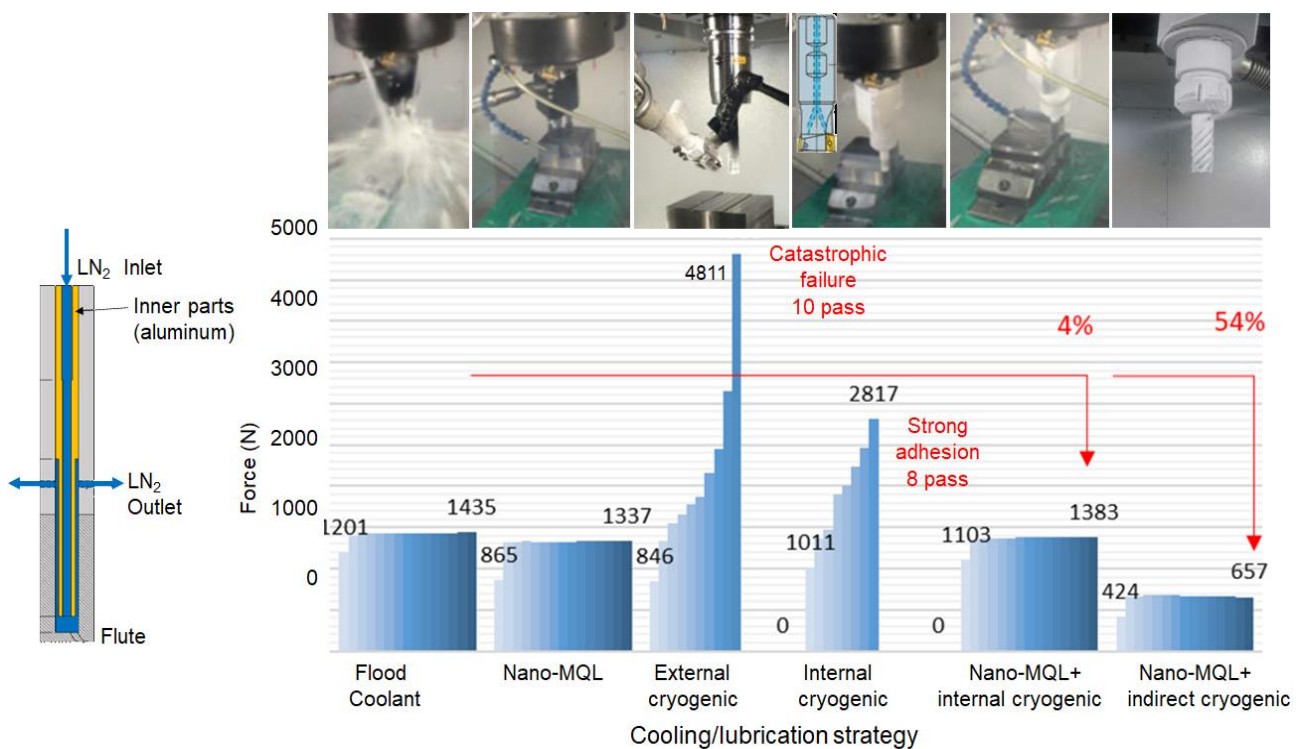 LN2 Inlet
Inner parts
(aluminum)
LN2
Outlet
Flute
Force (N)
5000
4000
3000
2000
1000
0
1201
1435
865
1337
846
4811
0
1011
2817
0
1103
1383
424
657
Catastrophic
failure
10 pass
Strong
adhesion
8 pass
4%
54%
Flood
Coolant
Nano-MQL
External
cryogenic
Internal
cryogenic
Nano-MQL+
internal cryogenic
Nano-MQL+
indirect cryogenic
Cooling/lubrication strategy